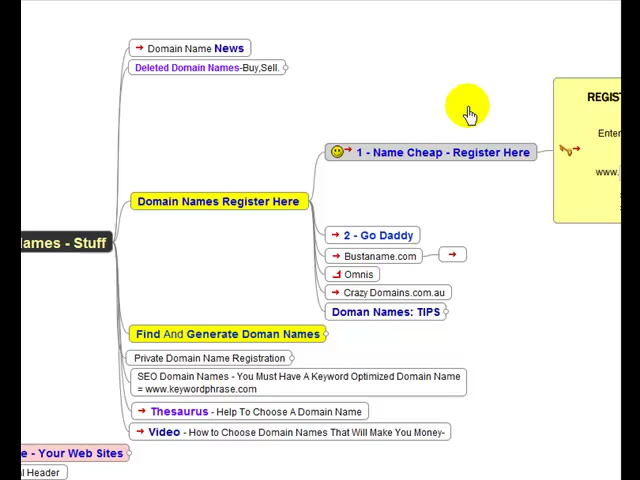 Domain Name News
Deleted Domain Names-Buy,Sell.
REGIST
Enter
www.
1 - Name Cheap - Register Here
Domain Names Register Here
2 - Go Daddy
ames - Stuff
Bustaname.com
Omnis
Crazy Domains.com.au
Doman Names: TIPS
Find And Generate Doman Names
Private Domain Name Registration
SEO Domain Names - You Must Have A Keyword Optimized Domain Name
= www.keywordphrase.com
Thesaurus - Help To Choose A Domain Name
Video - How to Choose Domain Names That Will Make You Money-
e - Your Web Sites
al Header